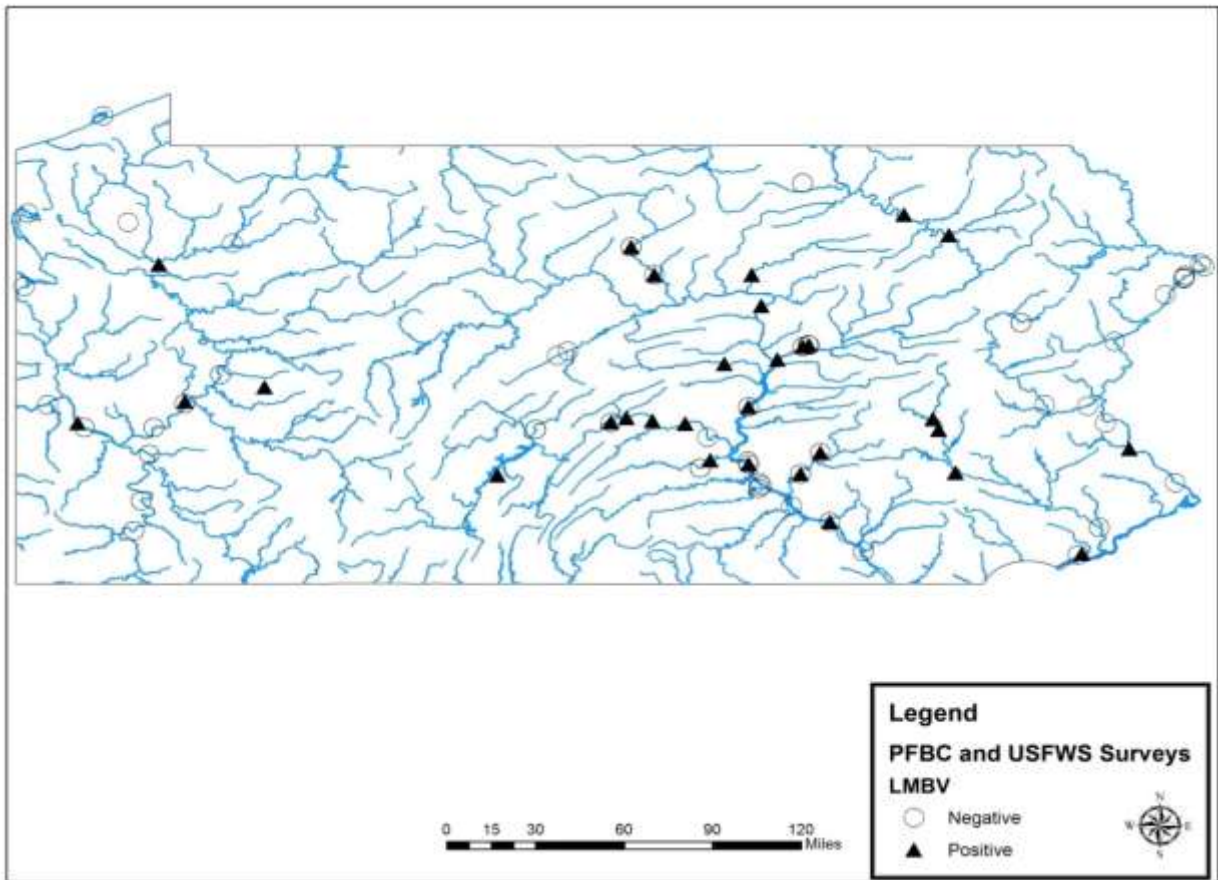 Legend
PFBC and USFWS Surveys
LMBV
Negative
Positive
N
W E
S
0 15 30 60 90 120
Miles